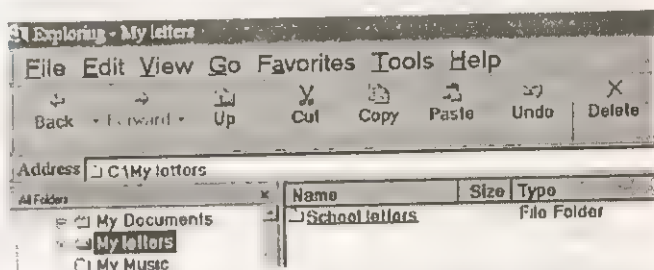 Exploring - My letters
File Edit View Go Favorites Tools Help
Back Forward Up Cut Copy Paste Undo Delete
Address C:\My letters
All Folders × Name Size Type
My Documents School letters File Folder
My letters
My Music